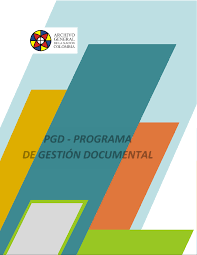 ARCHIVO
GENERAL
DE LA NACIÓN
COLOMBIA
PGD - PROGRAMA
DE GESTIÓN DOCUMENTAL